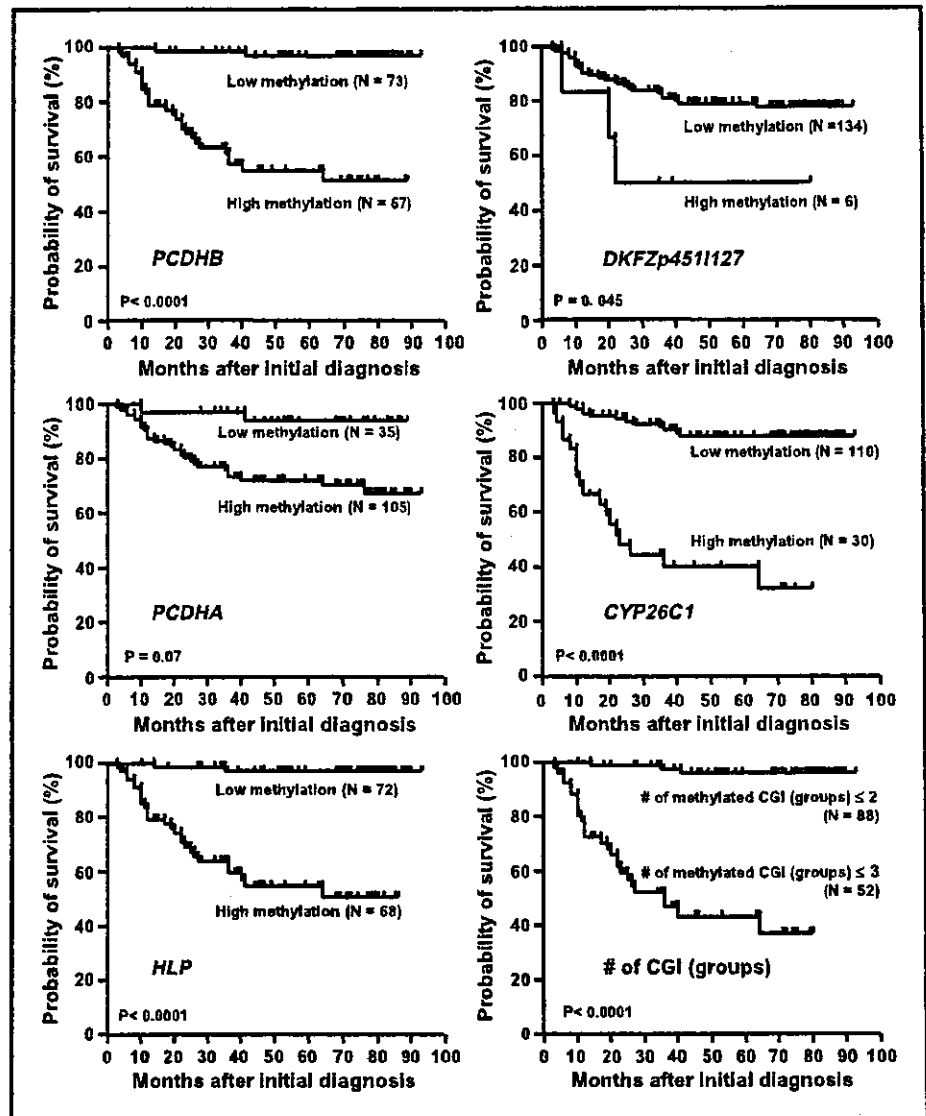 Probability of survival (%)
100
80
60
40
20
0
Low methylation (N = 73)
High methylation (N = 67)
PCDHB
P< 0.0001
0 10 20 30 40 50 60 70 80 90 100
Months after initial diagnosis
Probability of survival (%)
100
80
60
40
20
0
Low methylation (N =134)
High methylation (N = 6)
DKFZp451I127
P = 0.045
0 10 20 30 40 50 60 70 80 90 100
Months after initial diagnosis
Probability of survival (%)
100
80
60
40
20
0
Low methylation (N = 35)
High methylation (N = 105)
PCDHA
P = 0.07
0 10 20 30 40 50 60 70 80 90 100
Months after initial diagnosis
Probability of survival (%)
100
80
60
40
20
0
Low methylation (N = 110)
High methylation (N = 30)
CYP26C1
P< 0.0001
0 10 20 30 40 50 60 70 80 90 100
Months after initial diagnosis
Probability of survival (%)
100
80
60
40
20
0
Low methylation (N = 72)
High methylation (N = 68)
HLP
P< 0.0001
0 10 20 30 40 50 60 70 80 90 100
Months after initial diagnosis
Probability of survival (%)
100
80
60
40
20
0
# of methylated CGI (groups) ≤ 2
(N = 88)
# of methylated CGI (groups) ≤ 3
(N = 52)
# of CGI (groups)
P< 0.0001
0 10 20 30 40 50 60 70 80 90 100
Months after initial diagnosis